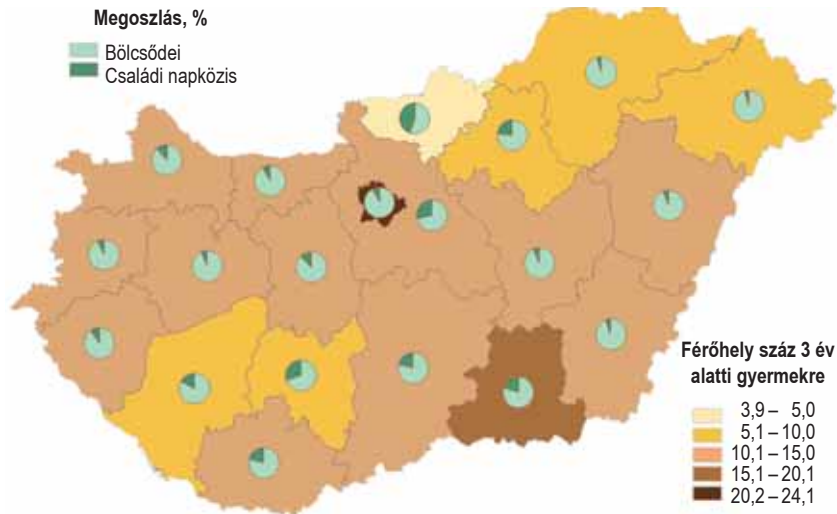 Megoszlás, %
Bölcsődei
Családi napközis
Férőhely száz 3 év
alatti gyermekre
3,9 – 5,0
5,1 – 10,0
10,1 – 15,0
15,1 – 20,1
20,2 – 24,1